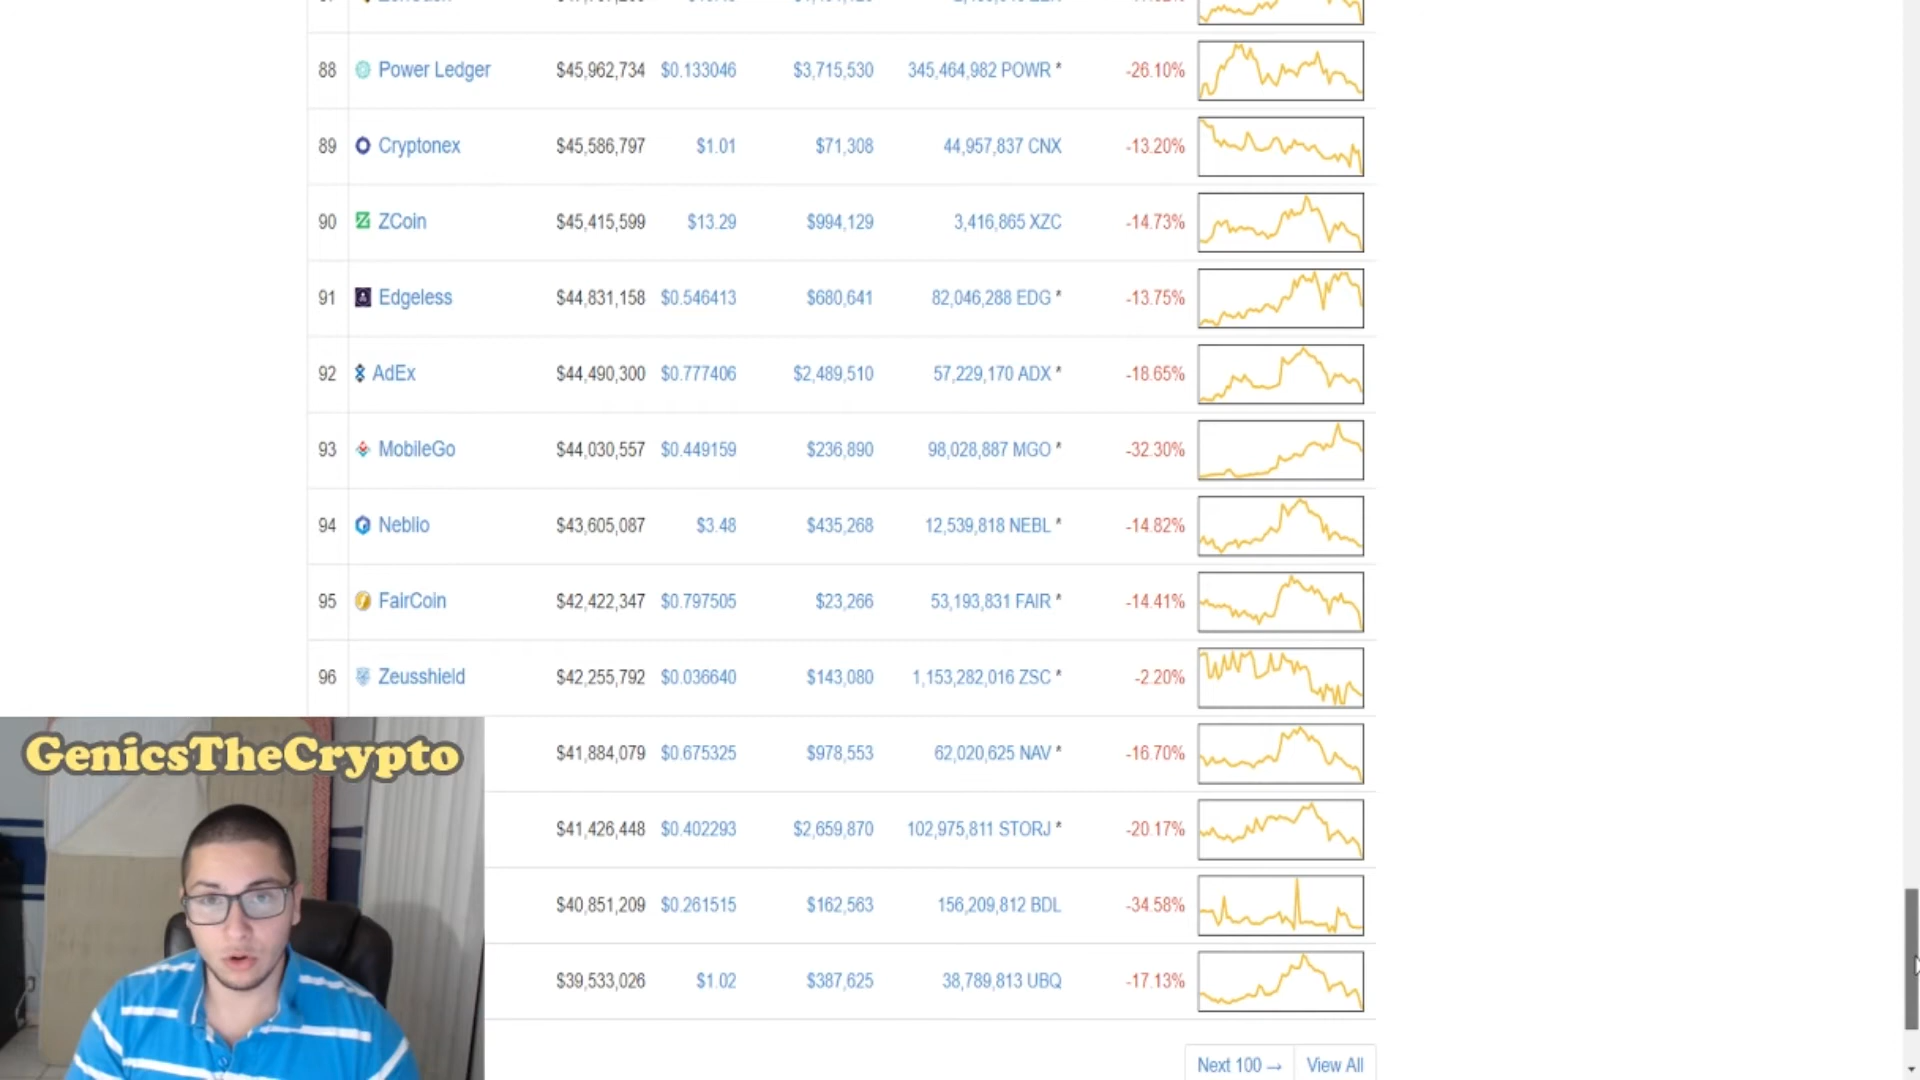 88 Power Ledger $45,962,734 $0.133046 $3,715,530 345,464,982 POWR * -26.10%
89 Cryptonex $45,586,797 $1.01 $71,308 44,957,837 CNX -13.20%
90 ZCoin $45,415,599 $13.29 $994,129 3,416,865 XZC -14.73%
91 Edgeless $44,831,158 $0.546413 $680,641 82,046,288 EDG * -13.75%
92 AdEx $44,490,300 $0.777406 $2,489,510 57,229,170 ADX * -18.65%
93 MobileGo $44,030,557 $0.449159 $236,890 98,028,887 MGO * -32.30%
94 Neblio $43,605,087 $3.48 $435,268 12,539,818 NEBL * -14.82%
95 FairCoin $42,422,347 $0.797505 $23,266 53,193,831 FAIR * -14.41%
96 Zeusshield $42,255,792 $0.036640 $143,080 1,153,282,016 ZSC * -2.20%
GenicsTheCrypto
$41,884,079 $0.675325 $978,553 62,020,625 NAV * -16.70%
$41,426,448 $0.402293 $2,659,870 102,975,811 STORJ * -20.17%
$40,851,209 $0.261515 $162,563 156,209,812 BDL -34.58%
$39,533,026 $1.02 $387,625 38,789,813 UBQ -17.13%
Next 100 → View All